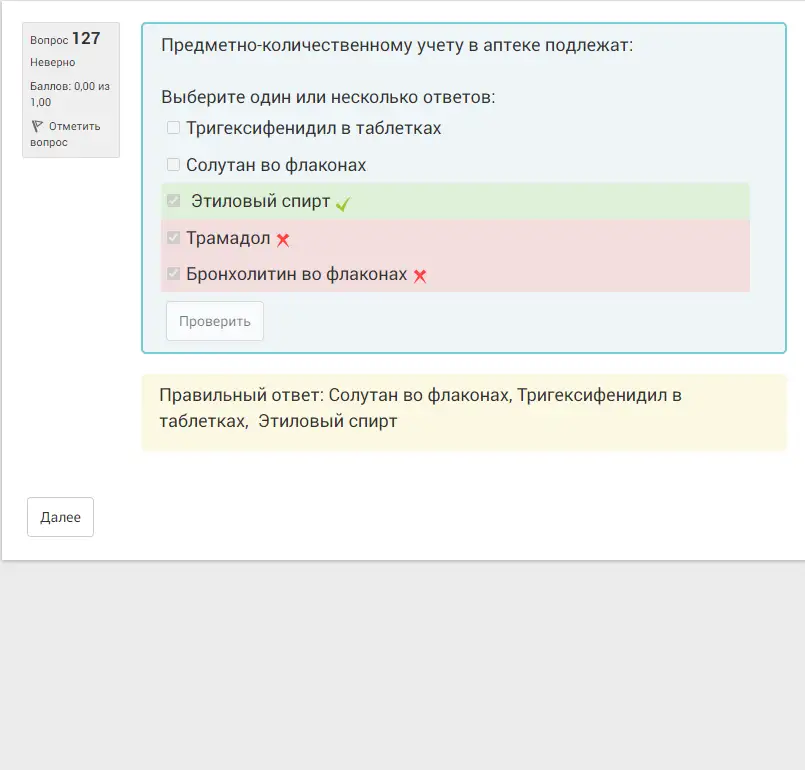 Вопрос 127
Неверно
Баллов: 0,00 из
1,00
Отметить
вопрос
Предметно-количественному учету в аптеке подлежат:
Выберите один или несколько ответов:
Тригексифенидил в таблетках
Солутан во флаконах
Этиловый спирт
Трамадол
Бронхолитин во флаконах
Проверить
Правильный ответ: Солутан во флаконах, Тригексифенидил в
таблетках, Этиловый спирт
Далее